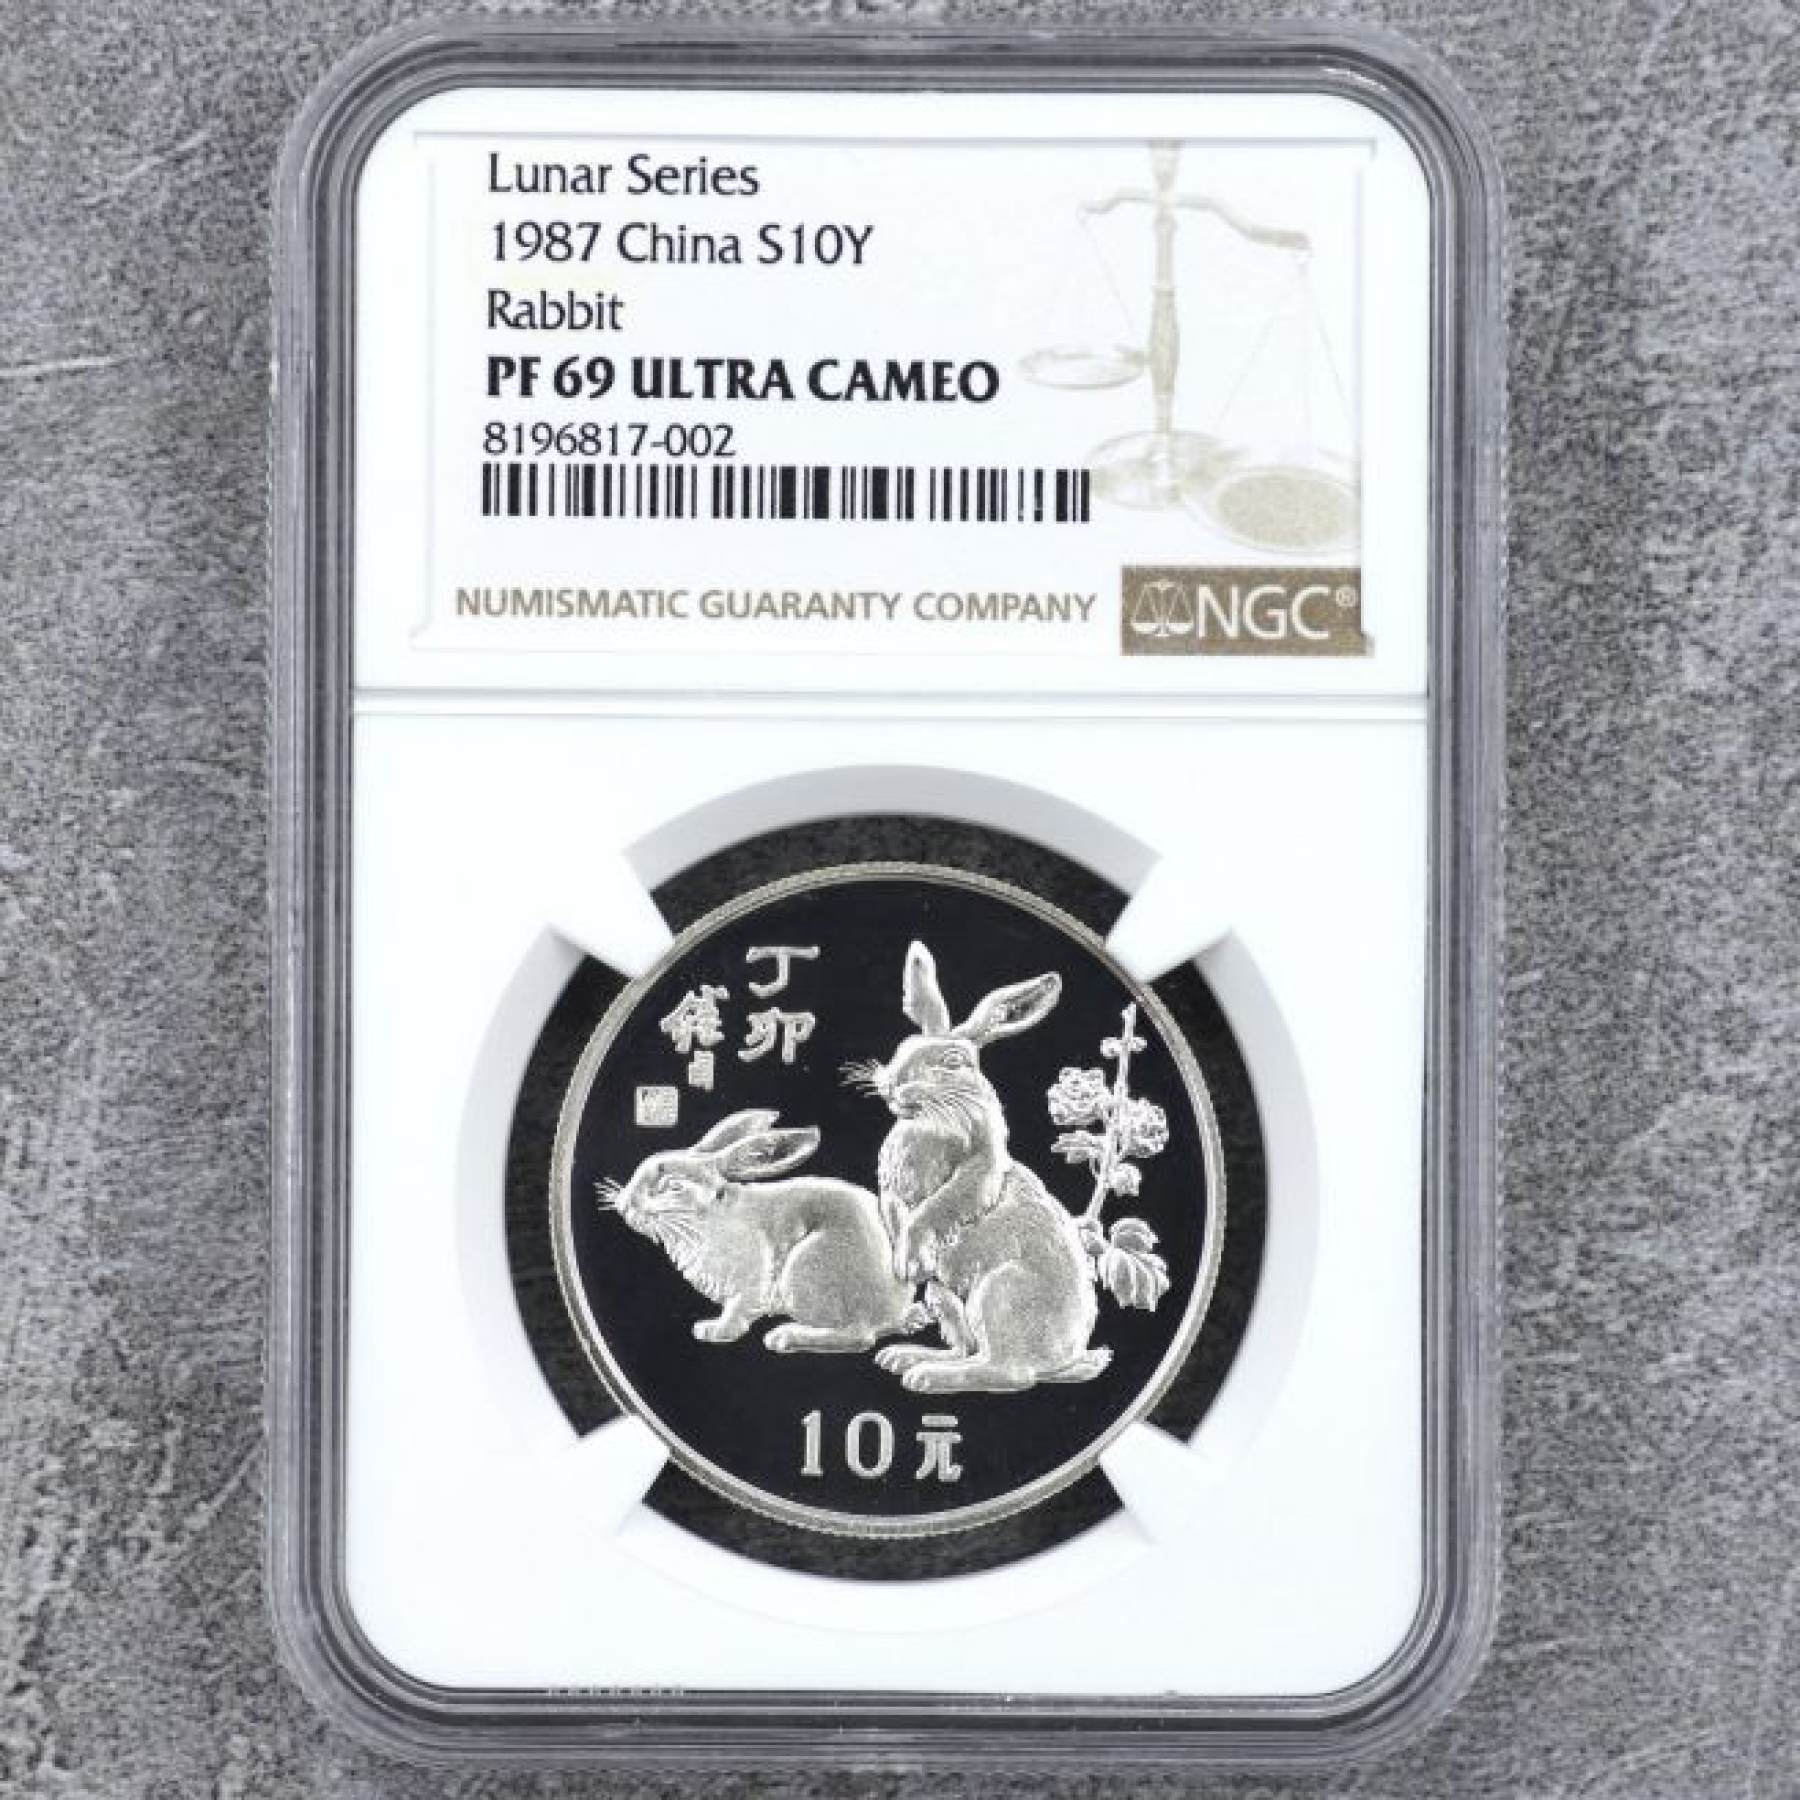 Lunar Series
1987 China S10Y
Rabbit
PF 69 ULTRA CAMEO
8196817-002
NUMISMATIC GUARANTY COMPANY
NGC®
丁卯
10元